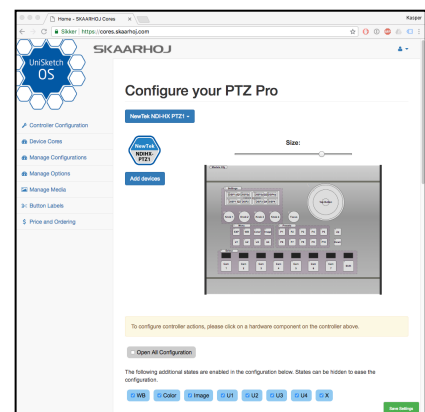 Home - SKAARHOJ Cores
Kasper
Sikker
https://cores.skaarhoj.com
SKAARHOJ
UniSketch
OS
Configure your PTZ Pro
NewTek NDI-HX PTZ1
Controller Configuration
Device Cores
Manage Configurations
Manage Options
Manage Media
Button Labels
Price and Ordering
NewTek
NDIHX-
PTZ1
Size:
Add devices
To configure controller actions, please click on a hardware component on the controller above.
Open All Configuration
The following additional states are enabled in the configuration below. States can be hidden to ease the
configuration.
WB
Color
Image
U1
U2
U3
U4
X
Save Settings